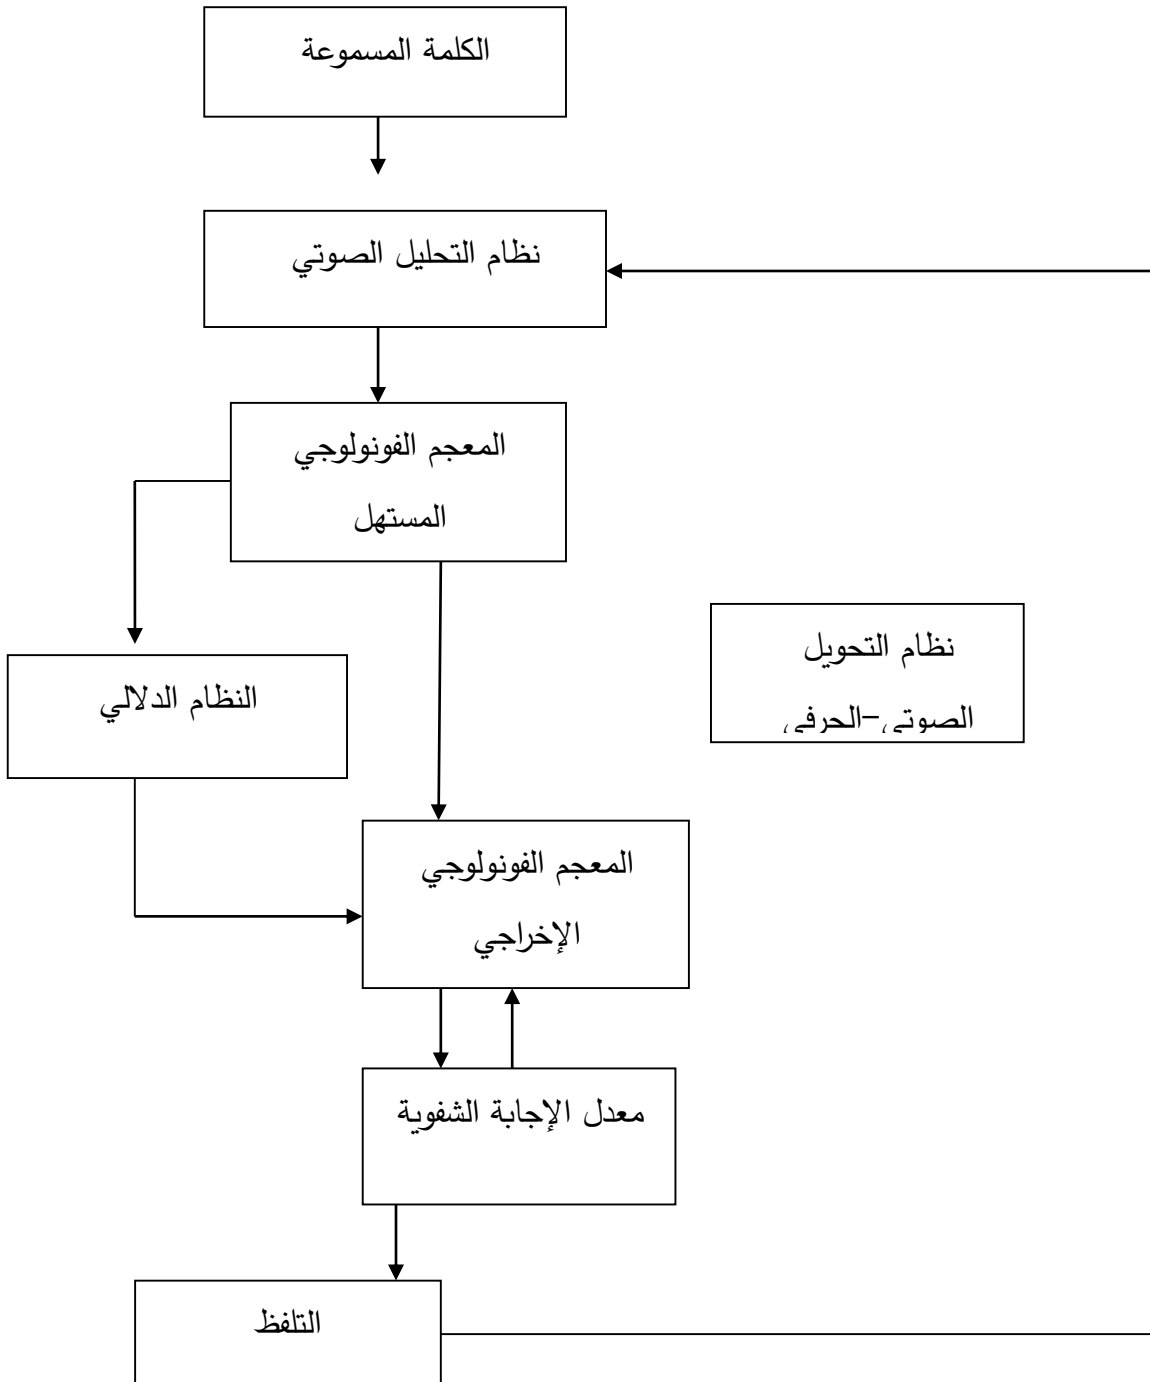 الكلمة المسموعة
نظام التحليل الصوتي
المعجم الفونولوجي
المستهل
نظام التحويل
الصوتي-الحرفي
النظام الدلالي
المعجم الفونولوجي
الإخراجي
معدل الإجابة الشفوية
التلفظ